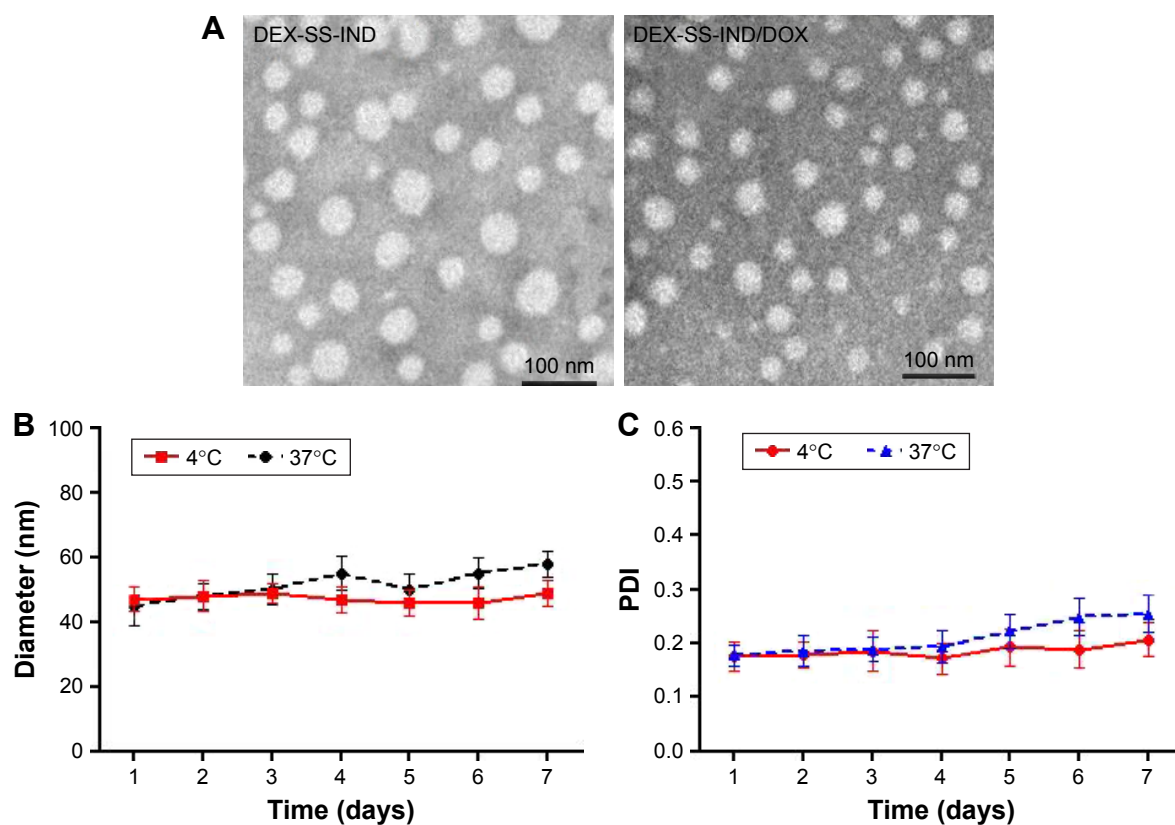 A
DEX-SS-IND
DEX-SS-IND/DOX
100 nm
100 nm
B
100
80
60
40
20
0
Diameter (nm)
4°C
37°C
1 2 3 4 5 6 7
Time (days)
C
0.6
0.5
0.4
0.3
0.2
0.1
0.0
PDI
4°C
37°C
1 2 3 4 5 6 7
Time (days)